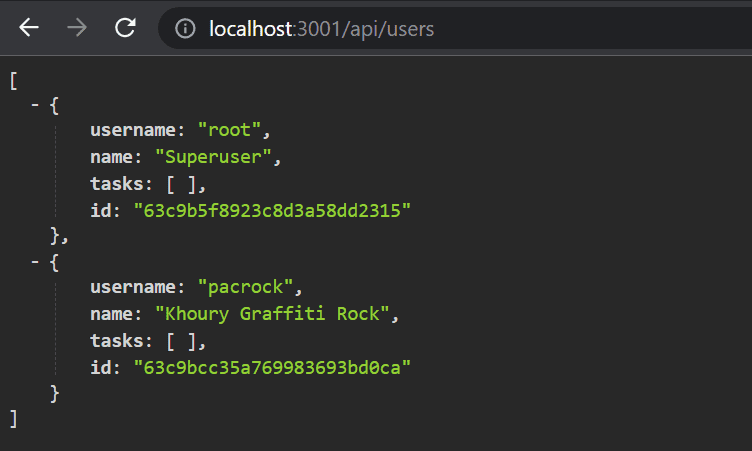 localhost:3001/api/users
[
- {
username: "root",
name: "Superuser",
tasks: [ ],
id: "63c9b5f8923c8d3a58dd2315"
},
- {
username: "pacrock",
name: "Khoury Graffiti Rock",
tasks: [ ],
id: "63c9bcc35a769983693bd0ca"
}
]